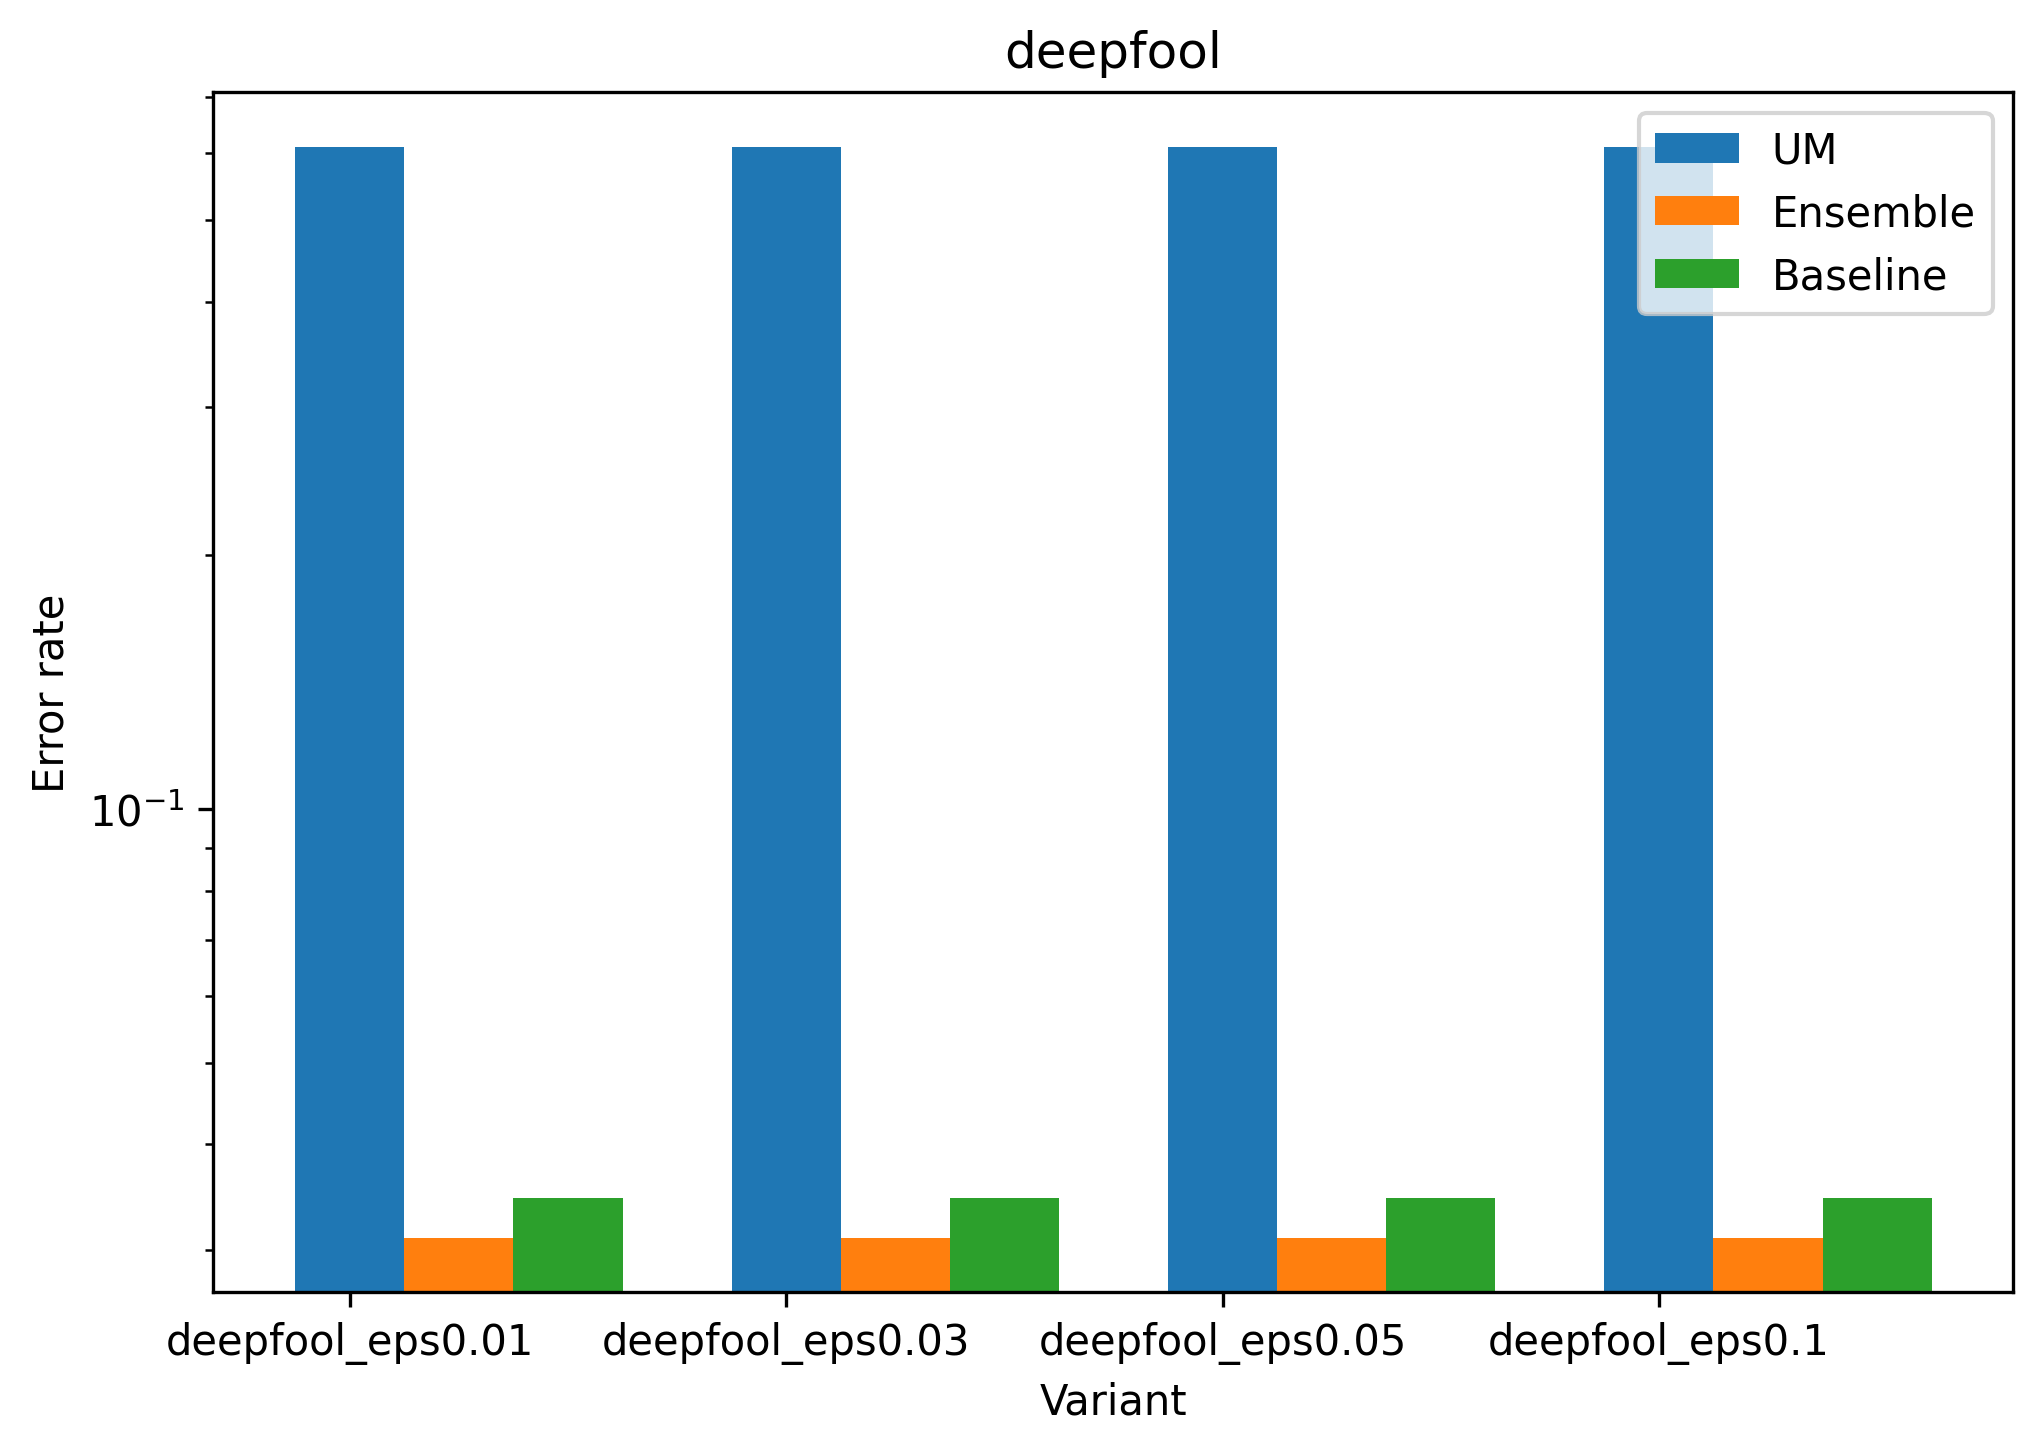 deepfool
UM
Ensemble
Baseline
Error rate
10⁻¹
deepfool_eps0.01 deepfool_eps0.03 deepfool_eps0.05 deepfool_eps0.1
Variant